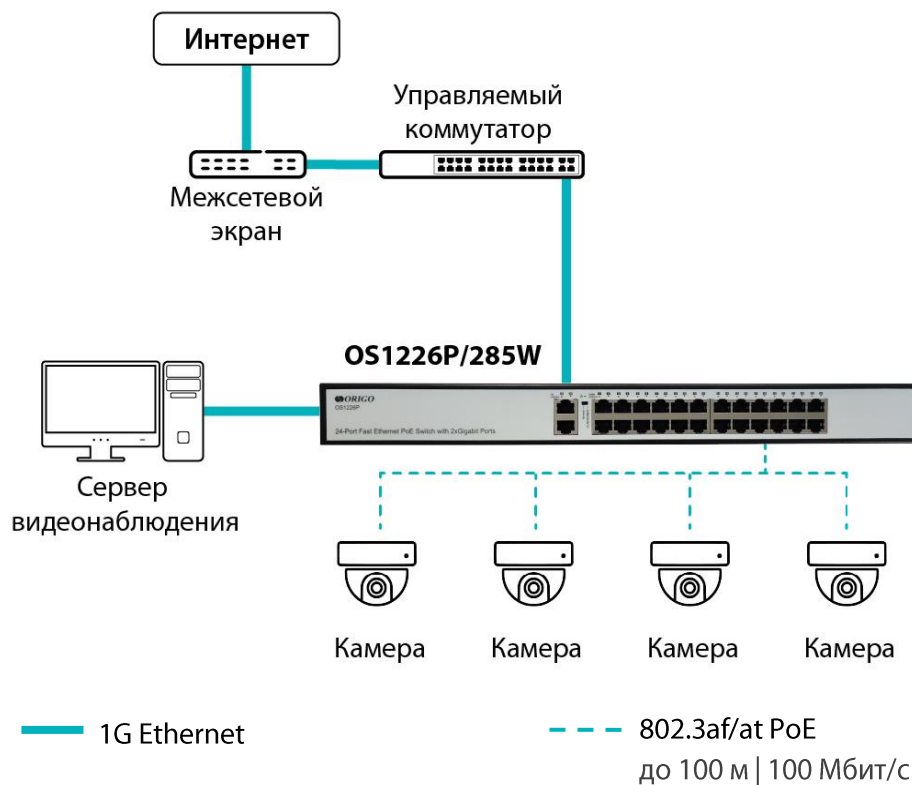 Интернет
Управляемый
коммутатор
Межсетевой
экран
OS1226P/285W
ORIGO
OS1226P
24-Port Fast Ethernet PoE Switch with 2xGigabit Ports
Сервер
видеонаблюдения
Камера
Камера
Камера
Камера
1G Ethernet
802.3af/at PoE
до 100 м | 100 Мбит/с